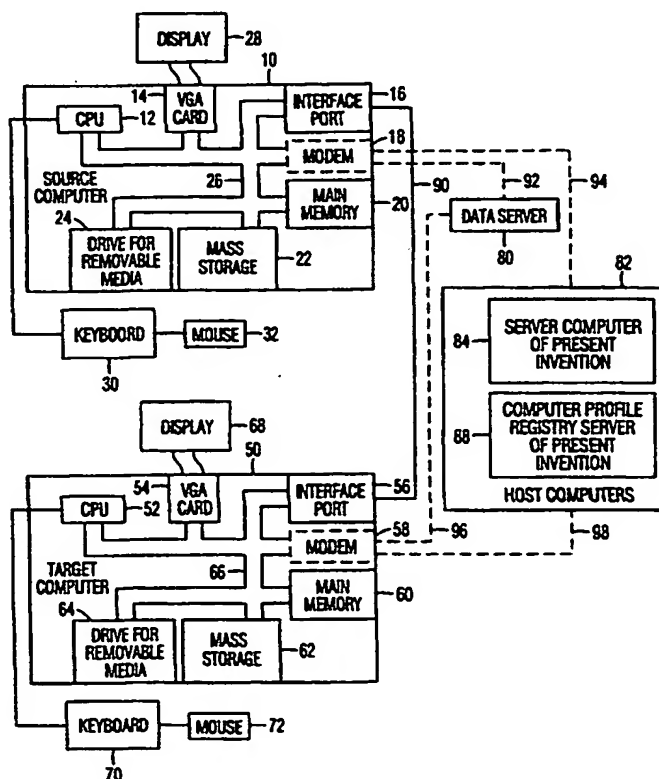 DISPLAY
28
10
14
VGA
CARD
INTERFACE
PORT
16
CPU
12
18
MODEM
26
90
92
94
SOURCE
COMPUTER
MAIN
MEMORY
20
DATA SERVER
80
24
DRIVE FOR
REMOVABLE
MEDIA
MASS
STORAGE
22
82
KEYBOORD
MOUSE
32
30
84
SERVER COMPUTER
OF PRESENT
INVENTION
DISPLAY
68
50
88
COMPUTER PROFILE
REGISTRY SERVER
OF PRESENT
INVENTION
54
VGA
CARD
INTERFACE
PORT
56
HOST COMPUTERS
CPU
52
58
MODEM
66
96
98
TARGET
COMPUTER
MAIN
MEMORY
60
64
DRIVE FOR
REMOVABLE
MEDIA
MASS
STORAGE
62
KEYBOARD
MOUSE
72
70